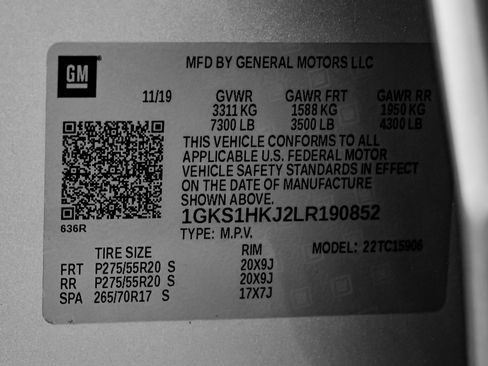 GM
MFD BY GENERAL MOTORS LLC
11/19 GVWR GAWR FRT GAWR RR
3311 KG 1588 KG 1950 KG
7300 LB 3500 LB 4300 LB
THIS VEHICLE CONFORMS TO ALL
APPLICABLE U.S. FEDERAL MOTOR
VEHICLE SAFETY STANDARDS IN EFFECT
ON THE DATE OF MANUFACTURE
SHOWN ABOVE.
1GKS1HKJ2LR190852
636R
TYPE: M.P.V.
TIRE SIZE RIM MODEL: 22TC15906
FRT P275/55R20 S 20X9J
RR P275/55R20 S 20X9J
SPA 265/70R17 S 17X7J